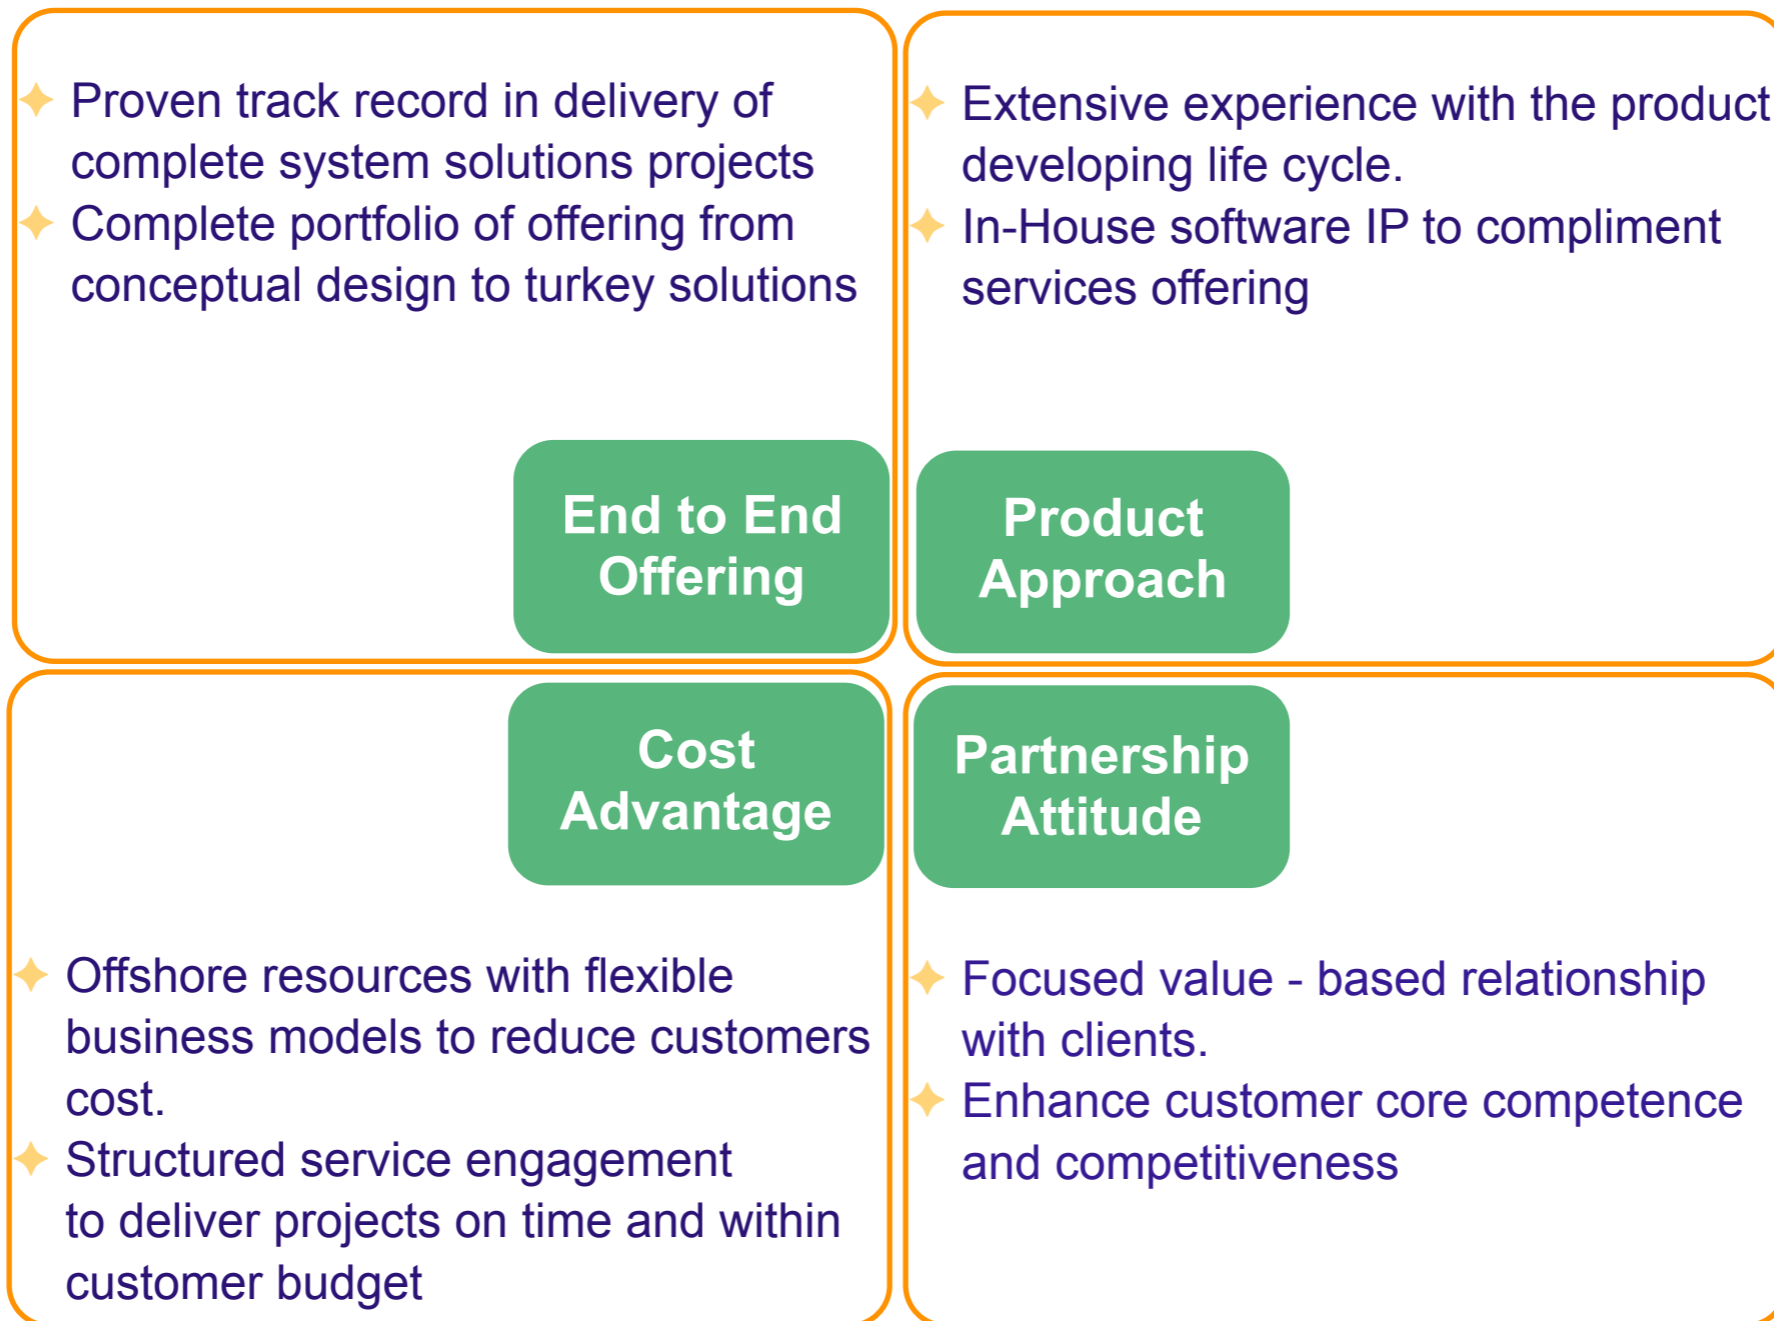 Proven track record in delivery of
complete system solutions projects
Complete portfolio of offering from
conceptual design to turkey solutions
End to End
Offering
Extensive experience with the product
developing life cycle.
In-House software IP to compliment
services offering
Product
Approach
Cost
Advantage
Offshore resources with flexible
business models to reduce customers
cost.
Structured service engagement
to deliver projects on time and within
customer budget
Partnership
Attitude
Focused value - based relationship
with clients.
Enhance customer core competence
and competitiveness